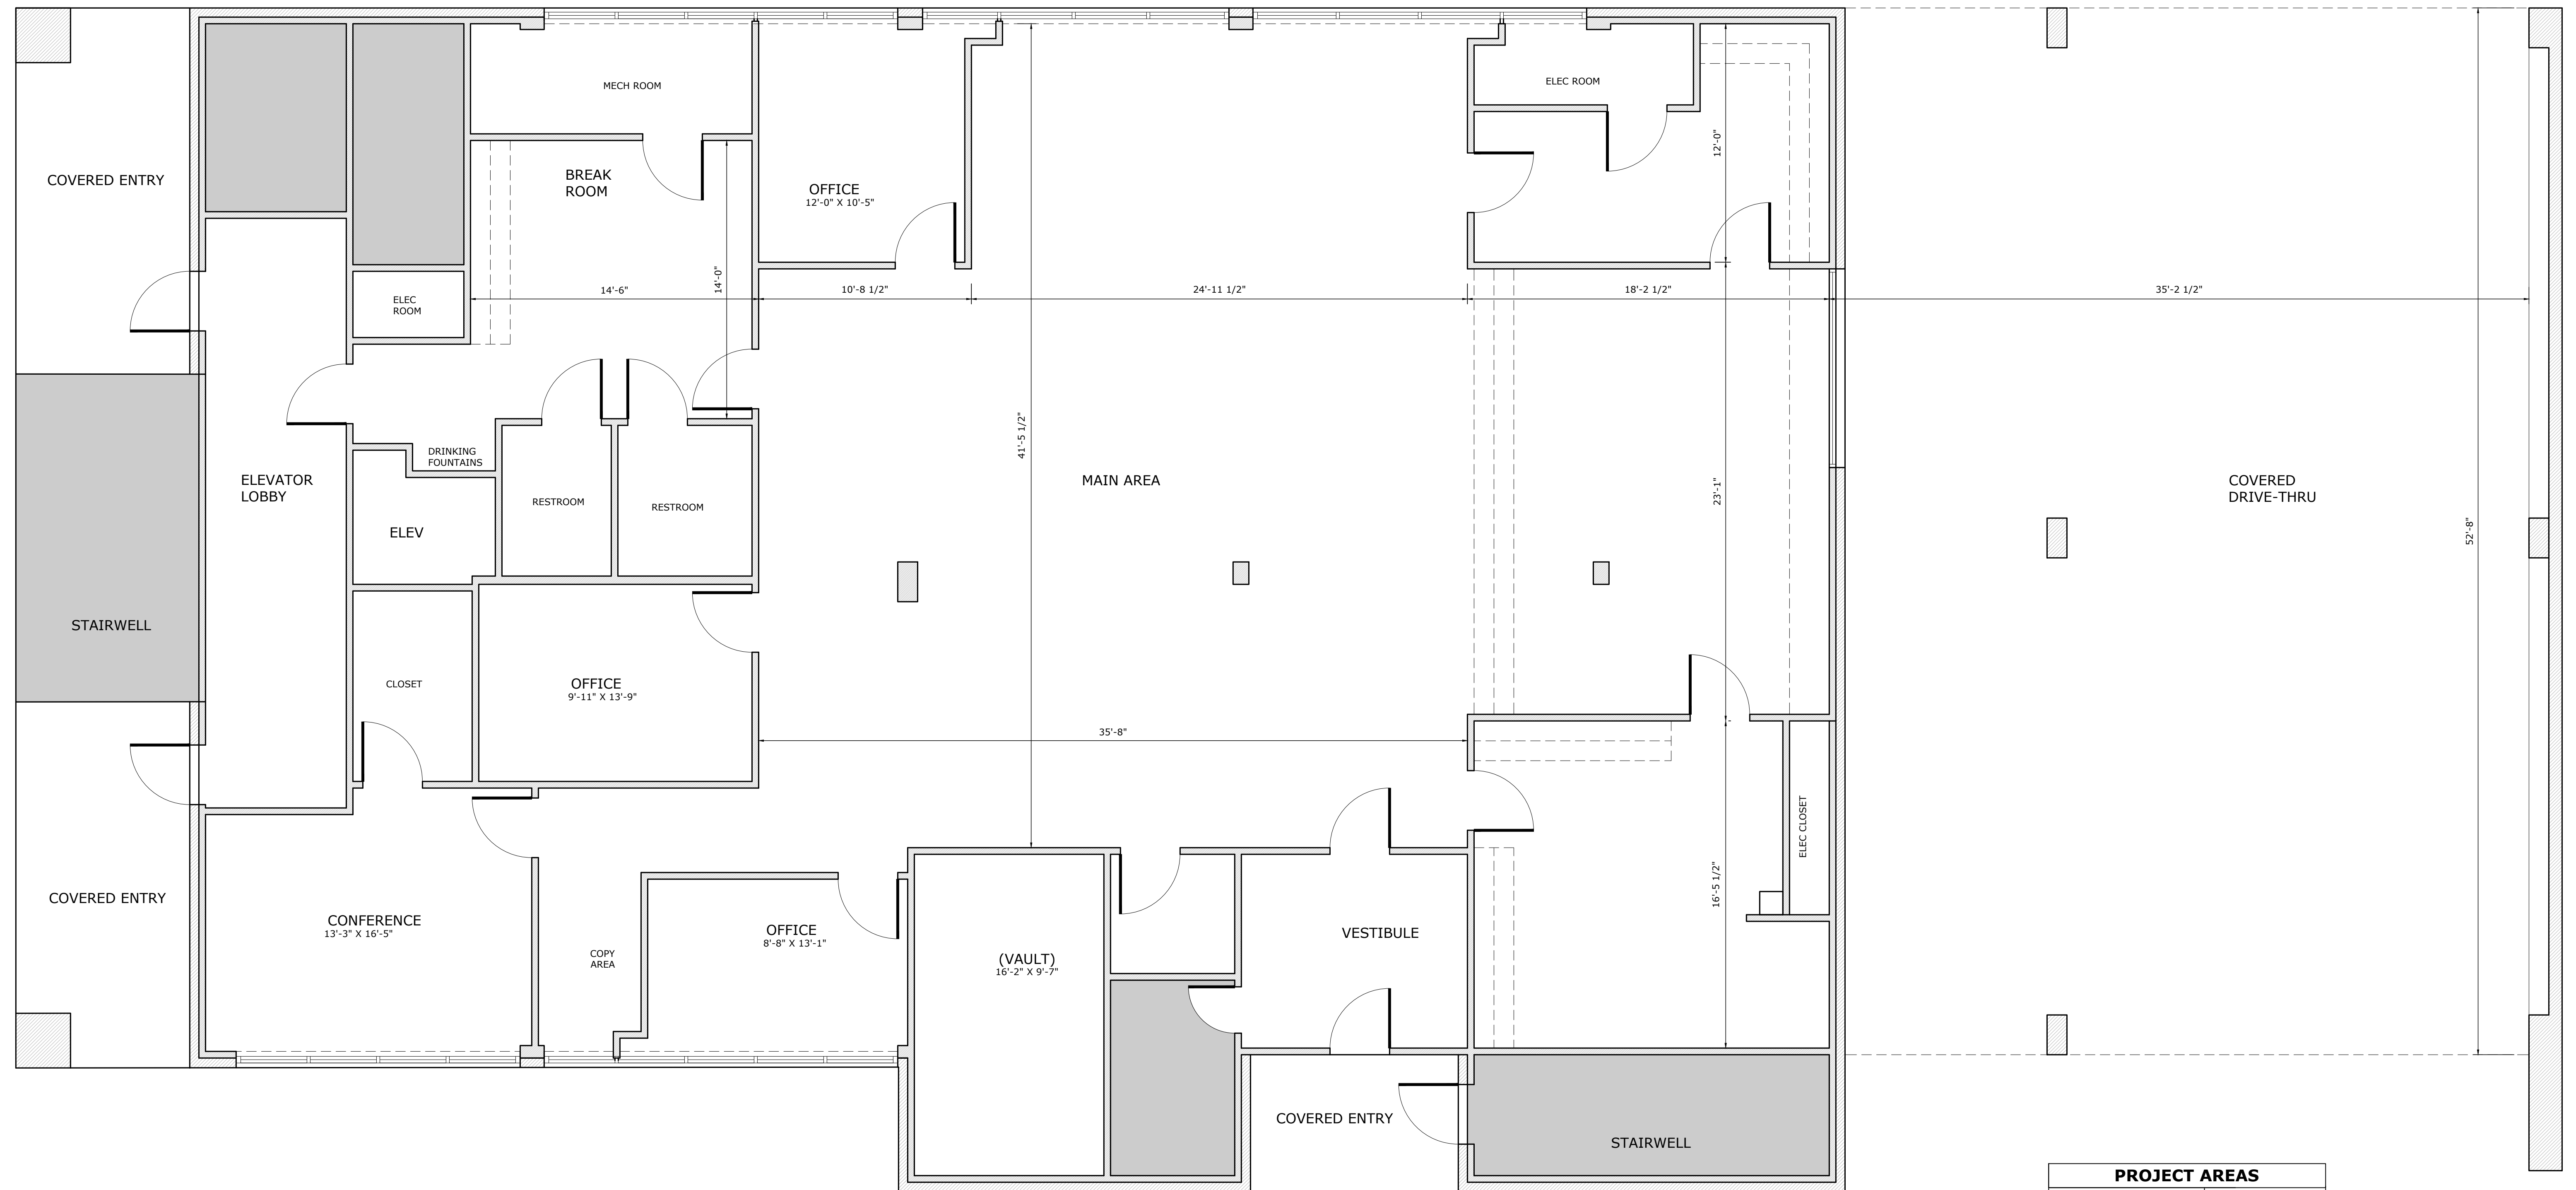 MECH ROOM
ELEC ROOM
COVERED ENTRY
BREAK
ROOM
OFFICE
12'-0" X 10'-5"
12'-0"
ELEC
ROOM
14'-6"
14'-0"
10'-8 1/2"
24'-11 1/2"
18'-2 1/2"
35'-2 1/2"
41'-5 1/2"
DRINKING
FOUNTAINS
ELEVATOR
LOBBY
RESTROOM
RESTROOM
MAIN AREA
23'-1"
COVERED
DRIVE-THRU
52'-8"
ELEV
STAIRWELL
CLOSET
OFFICE
9'-11" X 13'-9"
35'-8"
ELEC CLOSET
16'-5 1/2"
COVERED ENTRY
CONFERENCE
13'-3" X 16'-5"
COPY
AREA
OFFICE
8'-8" X 13'-1"
(VAULT)
16'-2" X 9'-7"
VESTIBULE
COVERED ENTRY
STAIRWELL
PROJECT AREAS